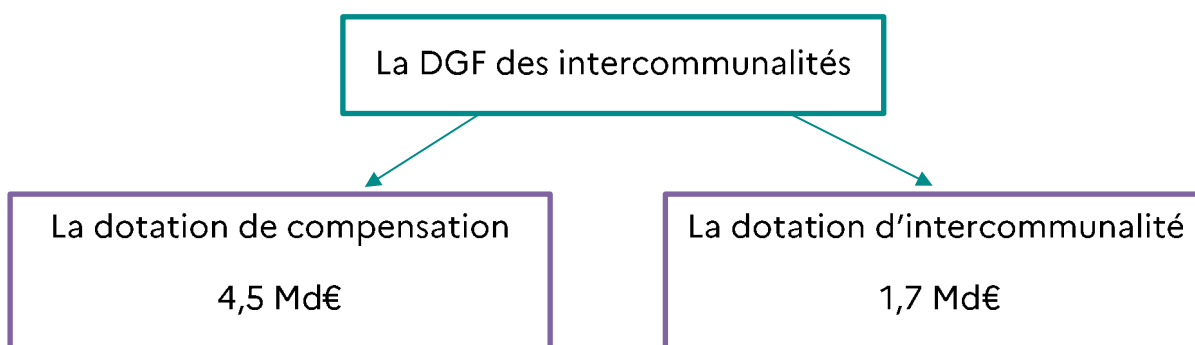 La DGF des intercommunalités
La dotation de compensation
4,5 Md€
La dotation d’intercommunalité
1,7 Md€